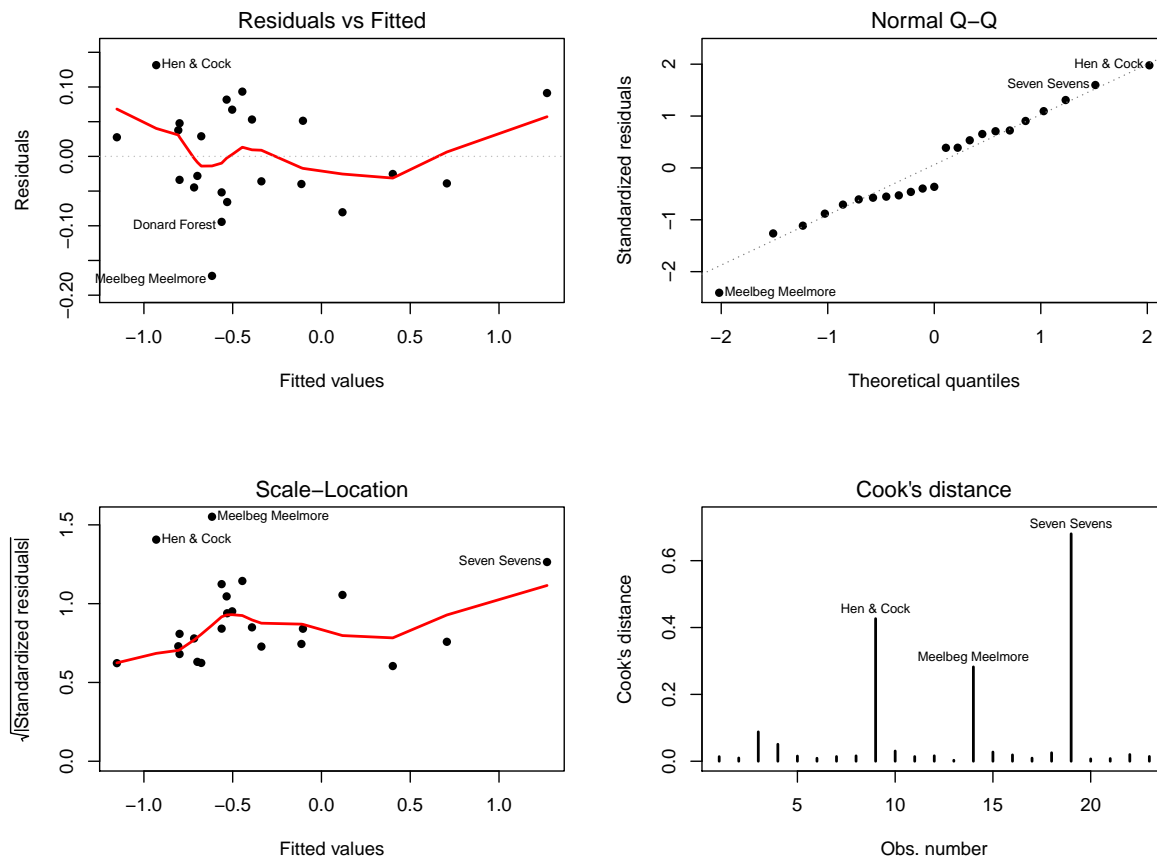 Residuals vs Fitted
Residuals
−0.20
−0.10
0.00
0.10
Hen & Cock
Donard Forest
Meelbeg Meelmore
−1.0
−0.5
0.0
0.5
1.0
Fitted values
Normal Q−Q
Standardized residuals
−2
−1
0
1
2
Hen & Cock
Seven Sevens
Meelbeg Meelmore
−2
−1
0
1
2
Theoretical quantiles
Scale−Location
√|Standardized residuals|
0.0
0.5
1.0
1.5
Meelbeg Meelmore
Hen & Cock
Seven Sevens
−1.0
−0.5
0.0
0.5
1.0
Fitted values
Cook's distance
Cook's distance
0.0
0.2
0.4
0.6
Seven Sevens
Hen & Cock
Meelbeg Meelmore
5
10
15
20
Obs. number